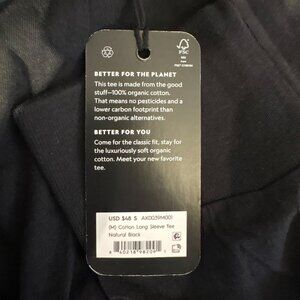 FSC
BETTER FOR THE PLANET
This tee is made from the good
stuff—100% organic cotton.
That means no pesticides and a
lower carbon footprint than
non-organic alternatives.
BETTER FOR YOU
Come for the classic fit, stay for
the luxuriously soft organic
cotton. Meet your new favorite
tee.
USD $48 S
(M) Cotton Long Sleeve Tee
Natural Black